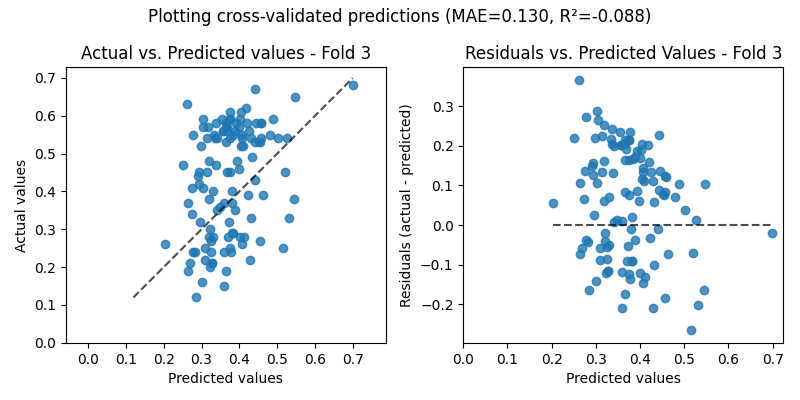 Plotting cross-validated predictions (MAE=0.130, R²=-0.088)
Actual vs. Predicted values - Fold 3
Actual values
0.7
0.6
0.5
0.4
0.3
0.2
0.1
0.0
0.0 0.1 0.2 0.3 0.4 0.5 0.6 0.7
Predicted values
Residuals vs. Predicted Values - Fold 3
Residuals (actual - predicted)
0.3
0.2
0.1
0.0
−0.1
−0.2
0.0 0.1 0.2 0.3 0.4 0.5 0.6 0.7
Predicted values